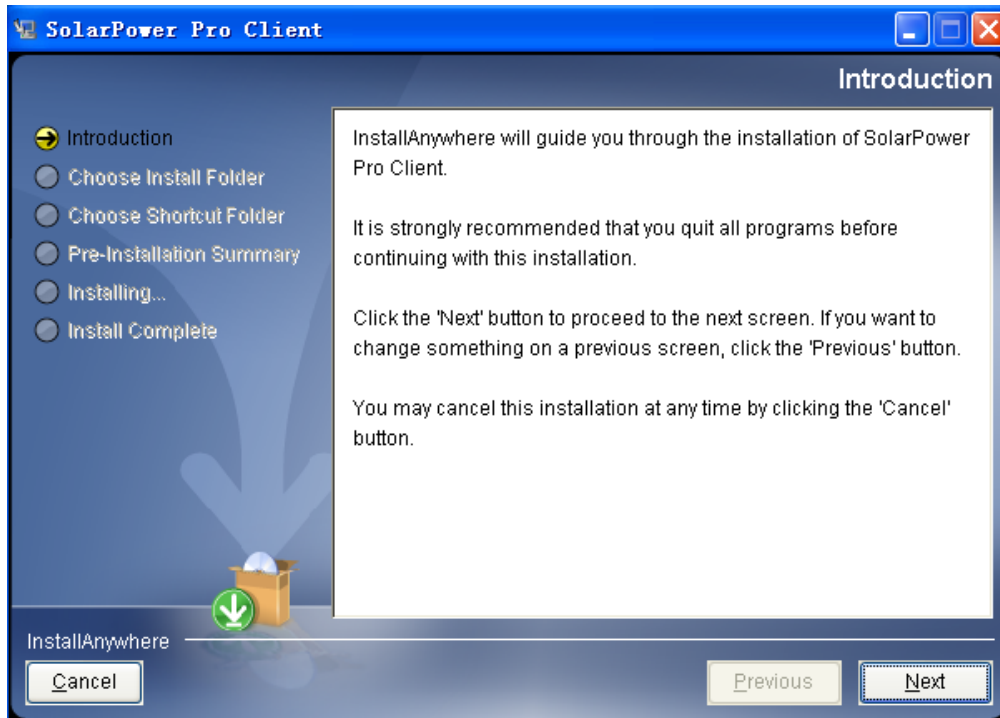 SolarPower Pro Client
Introduction
Introduction
Choose Install Folder
Choose Shortcut Folder
Pre-Installation Summary
Installing...
Install Complete
InstallAnywhere will guide you through the installation of SolarPower
Pro Client.
It is strongly recommended that you quit all programs before
continuing with this installation.
Click the 'Next' button to proceed to the next screen. If you want to
change something on a previous screen, click the 'Previous' button.
You may cancel this installation at any time by clicking the 'Cancel'
button.
InstallAnywhere
Cancel
Previous
Next